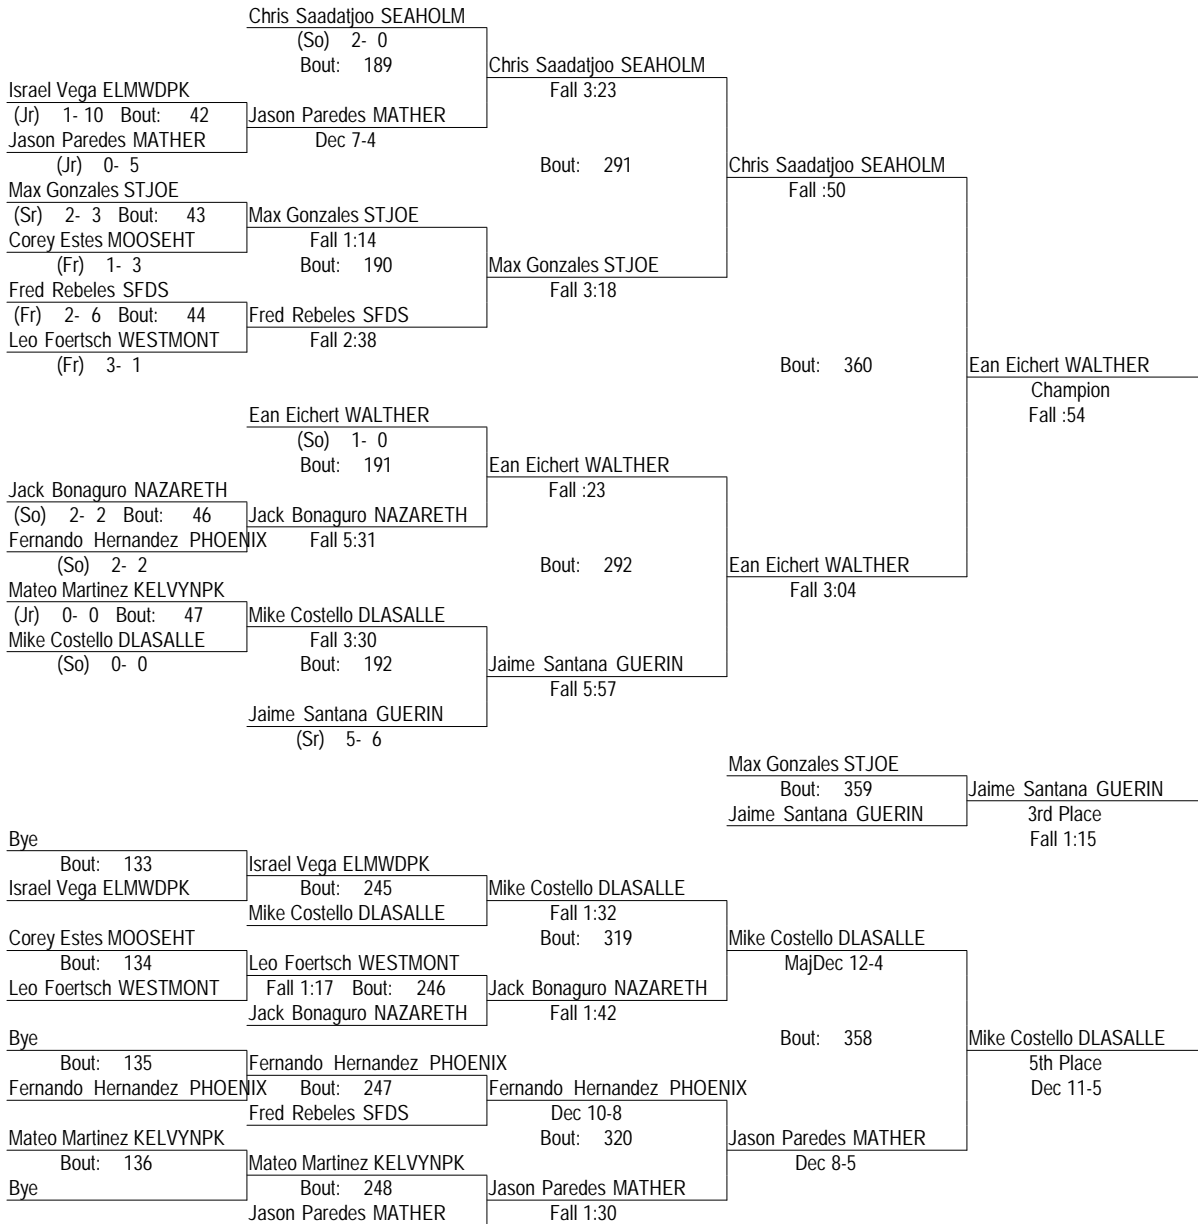 Chris Saadatjoo SEAHOLM
(So) 2- 0
Bout: 189
Chris Saadatjoo SEAHOLM
Fall 3:23
Israel Vega ELMWDPK
(Jr) 1- 10 Bout: 42
Jason Paredes MATHER
Jason Paredes MATHER
Dec 7-4
(Jr) 0- 5
Bout: 291
Chris Saadatjoo SEAHOLM
Fall :50
Max Gonzales STJOE
(Sr) 2- 3 Bout: 43
Max Gonzales STJOE
Corey Estes MOOSEHT
Fall 1:14
(Fr) 1- 3
Bout: 190
Max Gonzales STJOE
Fall 3:18
Fred Rebeles SFDS
(Fr) 2- 6 Bout: 44
Fred Rebeles SFDS
Leo Foertsch WESTMONT
Fall 2:38
(Fr) 3- 1
Bout: 360
Ean Eichert WALTHER
Champion
Fall :54
Ean Eichert WALTHER
(So) 1- 0
Bout: 191
Ean Eichert WALTHER
Fall :23
Jack Bonaguro NAZARETH
(So) 2- 2 Bout: 46
Jack Bonaguro NAZARETH
Fernando Hernandez PHOENIX
Fall 5:31
(So) 2- 2
Bout: 292
Ean Eichert WALTHER
Fall 3:04
Mateo Martinez KELVYNPK
(Jr) 0- 0 Bout: 47
Mike Costello DLASALLE
Mike Costello DLASALLE
Fall 3:30
(So) 0- 0
Bout: 192
Jaime Santana GUERIN
Fall 5:57
Jaime Santana GUERIN
(Sr) 5- 6
Max Gonzales STJOE
Bout: 359
Jaime Santana GUERIN
Jaime Santana GUERIN
3rd Place
Fall 1:15
Bye
Bout: 133
Israel Vega ELMWDPK
Israel Vega ELMWDPK
Bout: 245
Mike Costello DLASALLE
Mike Costello DLASALLE
Fall 1:32
Corey Estes MOOSEHT
Bout: 319
Mike Costello DLASALLE
Bout: 134
Leo Foertsch WESTMONT
MajDec 12-4
Leo Foertsch WESTMONT
Fall 1:17 Bout: 246
Jack Bonaguro NAZARETH
Jack Bonaguro NAZARETH
Fall 1:42
Bye
Bout: 358
Mike Costello DLASALLE
Bout: 135
Fernando Hernandez PHOENIX
5th Place
Fernando Hernandez PHOENIX
Bout: 247
Fernando Hernandez PHOENIX
Dec 11-5
Fred Rebeles SFDS
Dec 10-8
Mateo Martinez KELVYNPK
Bout: 320
Jason Paredes MATHER
Bout: 136
Mateo Martinez KELVYNPK
Dec 8-5
Bye
Bout: 248
Jason Paredes MATHER
Jason Paredes MATHER
Fall 1:30